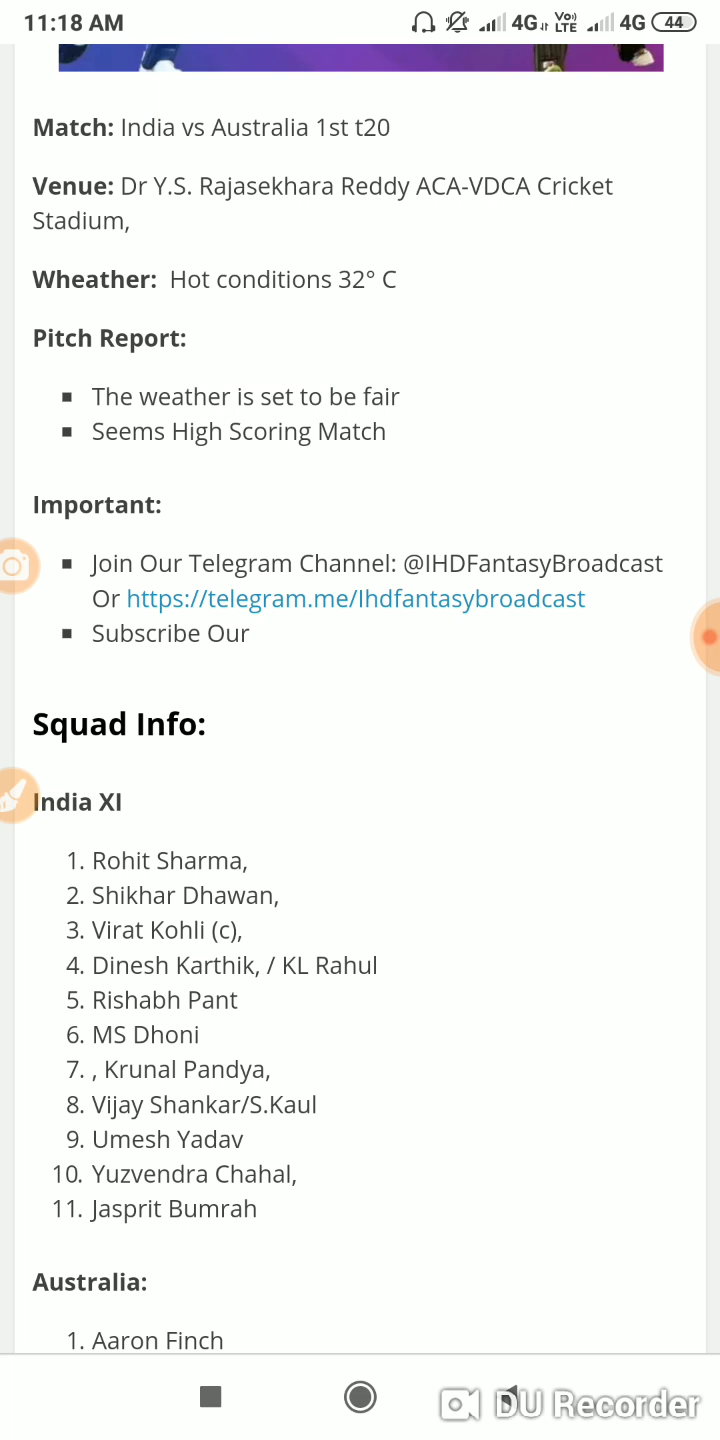 11:18 AM 4G Vo)) LTE 4G 44
Match: India vs Australia 1st t20
Venue: Dr Y.S. Rajasekhara Reddy ACA-VDCA Cricket
Stadium,
Wheather: Hot conditions 32° C
Pitch Report:
▪ The weather is set to be fair
▪ Seems High Scoring Match
Important:
▪ Join Our Telegram Channel: @IHDFantasyBroadcast
Or https://telegram.me/Ihdfantasybroadcast
▪ Subscribe Our
Squad Info:
India XI
1. Rohit Sharma,
2. Shikhar Dhawan,
3. Virat Kohli (c),
4. Dinesh Karthik, / KL Rahul
5. Rishabh Pant
6. MS Dhoni
7. , Krunal Pandya,
8. Vijay Shankar/S.Kaul
9. Umesh Yadav
10. Yuzvendra Chahal,
11. Jasprit Bumrah
Australia:
1. Aaron Finch
DU Recorder